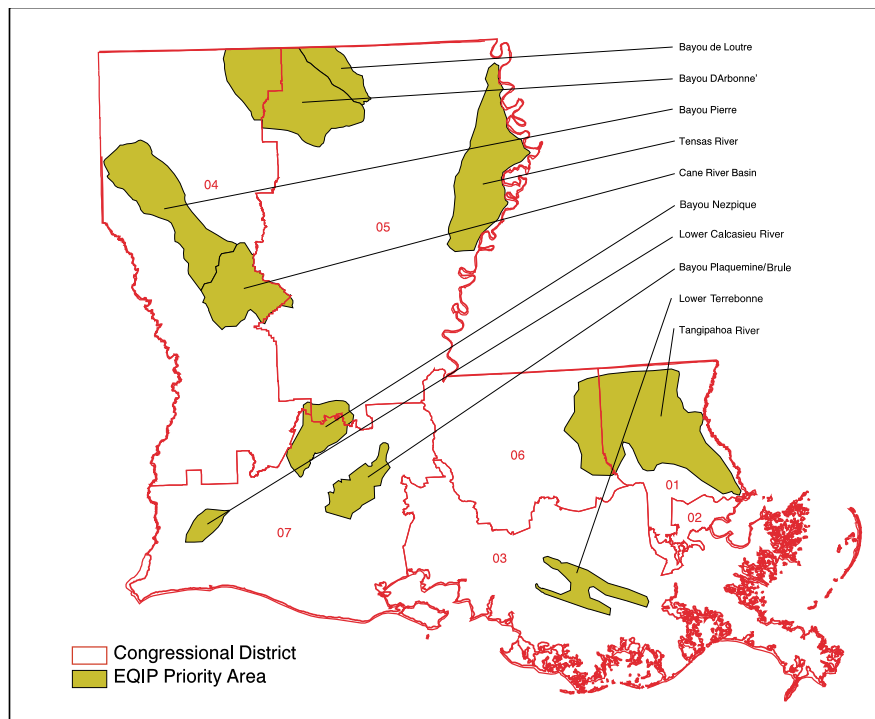 Bayou de Loutre
Bayou DArbonne'
Bayou Pierre
Tensas River
Cane River Basin
Bayou Nezpique
Lower Calcasieu River
Bayou Plaquemine/Brule
Lower Terrebonne
Tangipahoa River
04
05
06
01
02
07
03
Congressional District
EQIP Priority Area